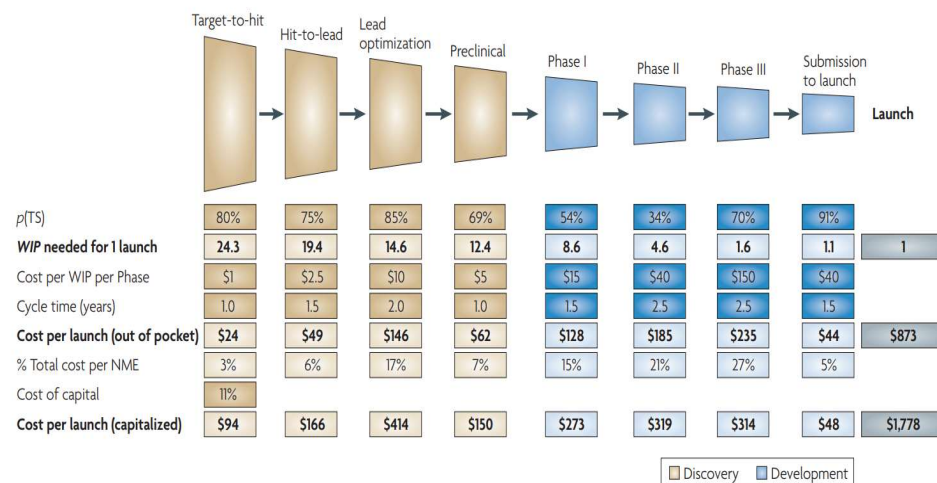 Target-to-hit
Hit-to-lead
Lead
optimization
Preclinical
Phase I
Phase II
Phase III
Submission
to launch
Launch
p(TS) 80% 75% 85% 69% 54% 34% 70% 91%
WIP needed for 1 launch 24.3 19.4 14.6 12.4 8.6 4.6 1.6 1.1 1
Cost per WIP per Phase $1 $2.5 $10 $5 $15 $40 $150 $40
Cycle time (years) 1.0 1.5 2.0 1.0 1.5 2.5 2.5 1.5
Cost per launch (out of pocket) $24 $49 $146 $62 $128 $185 $235 $44 $873
% Total cost per NME 3% 6% 17% 7% 15% 21% 27% 5%
Cost of capital 11%
Cost per launch (capitalized) $94 $166 $414 $150 $273 $319 $314 $48 $1,778
Discovery Development